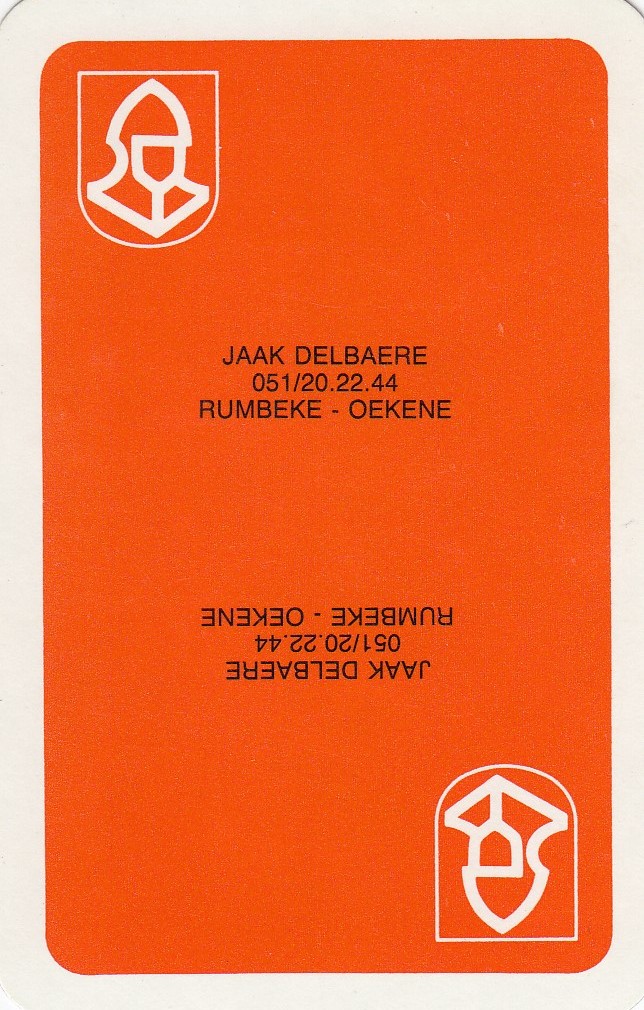 JAAK DELBAERE
051/20.22.44
RUMBEKE - OEKENE
JAAK DELBAERE
051/20.22.44
RUMBEKE - OEKENE